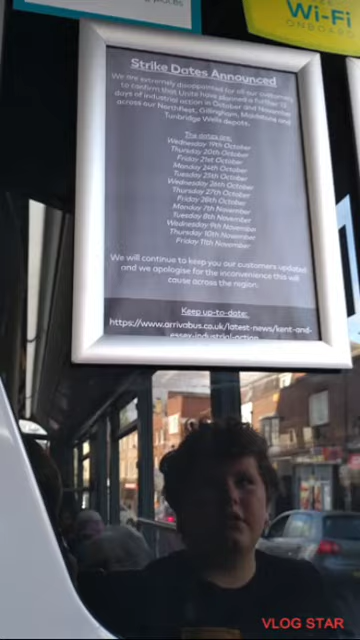 Wi-Fi
ONBOARD
Strike Dates Announced
We are extremely disappointed for all our customers
to confirm that Unite have planned a further 13
days of industrial action in October and November
across our Northfleet, Gillingham, Maidstone and
Tunbridge Wells depots.
The dates are:
Wednesday 19th October
Thursday 20th October
Friday 21st October
Monday 24th October
Tuesday 25th October
Wednesday 26th October
Thursday 27th October
Friday 28th October
Monday 7th November
Tuesday 8th November
Wednesday 9th November
Thursday 10th November
Friday 11th November
We will continue to keep you our customers updated
and we apologise for the inconvenience this will
cause across the region.
Keep up-to-date:
https://www.arrivabus.co.uk/latest-news/kent-and-
essex-industrial-action
VLOG STAR